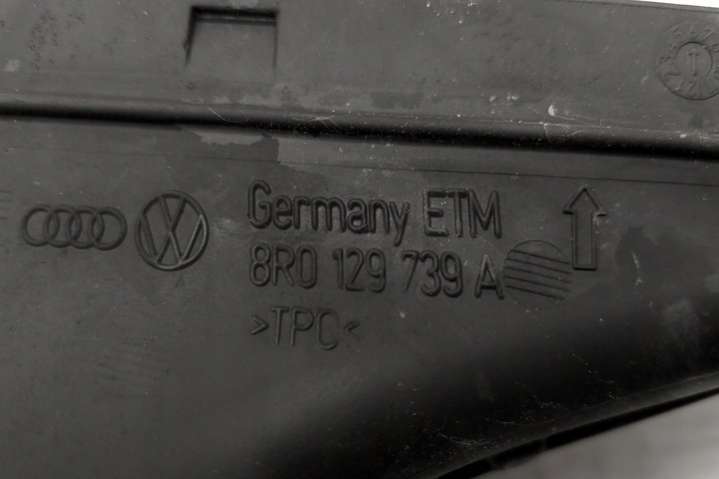 Germany ETM
8R0 129 739 A
>TPC<